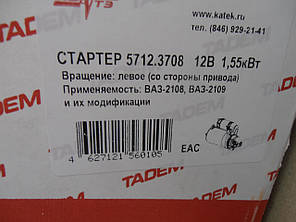 АТЭ
www.katek.ru
тел. (846) 929-21-41
СТАРТЕР 5712.3708 12В 1,55кВт
Вращение: левое (со стороны привода)
Применяемость: ВАЗ-2108, ВАЗ-2109
и их модификации
4 627121 560105
EAC
TADEM
TADEM